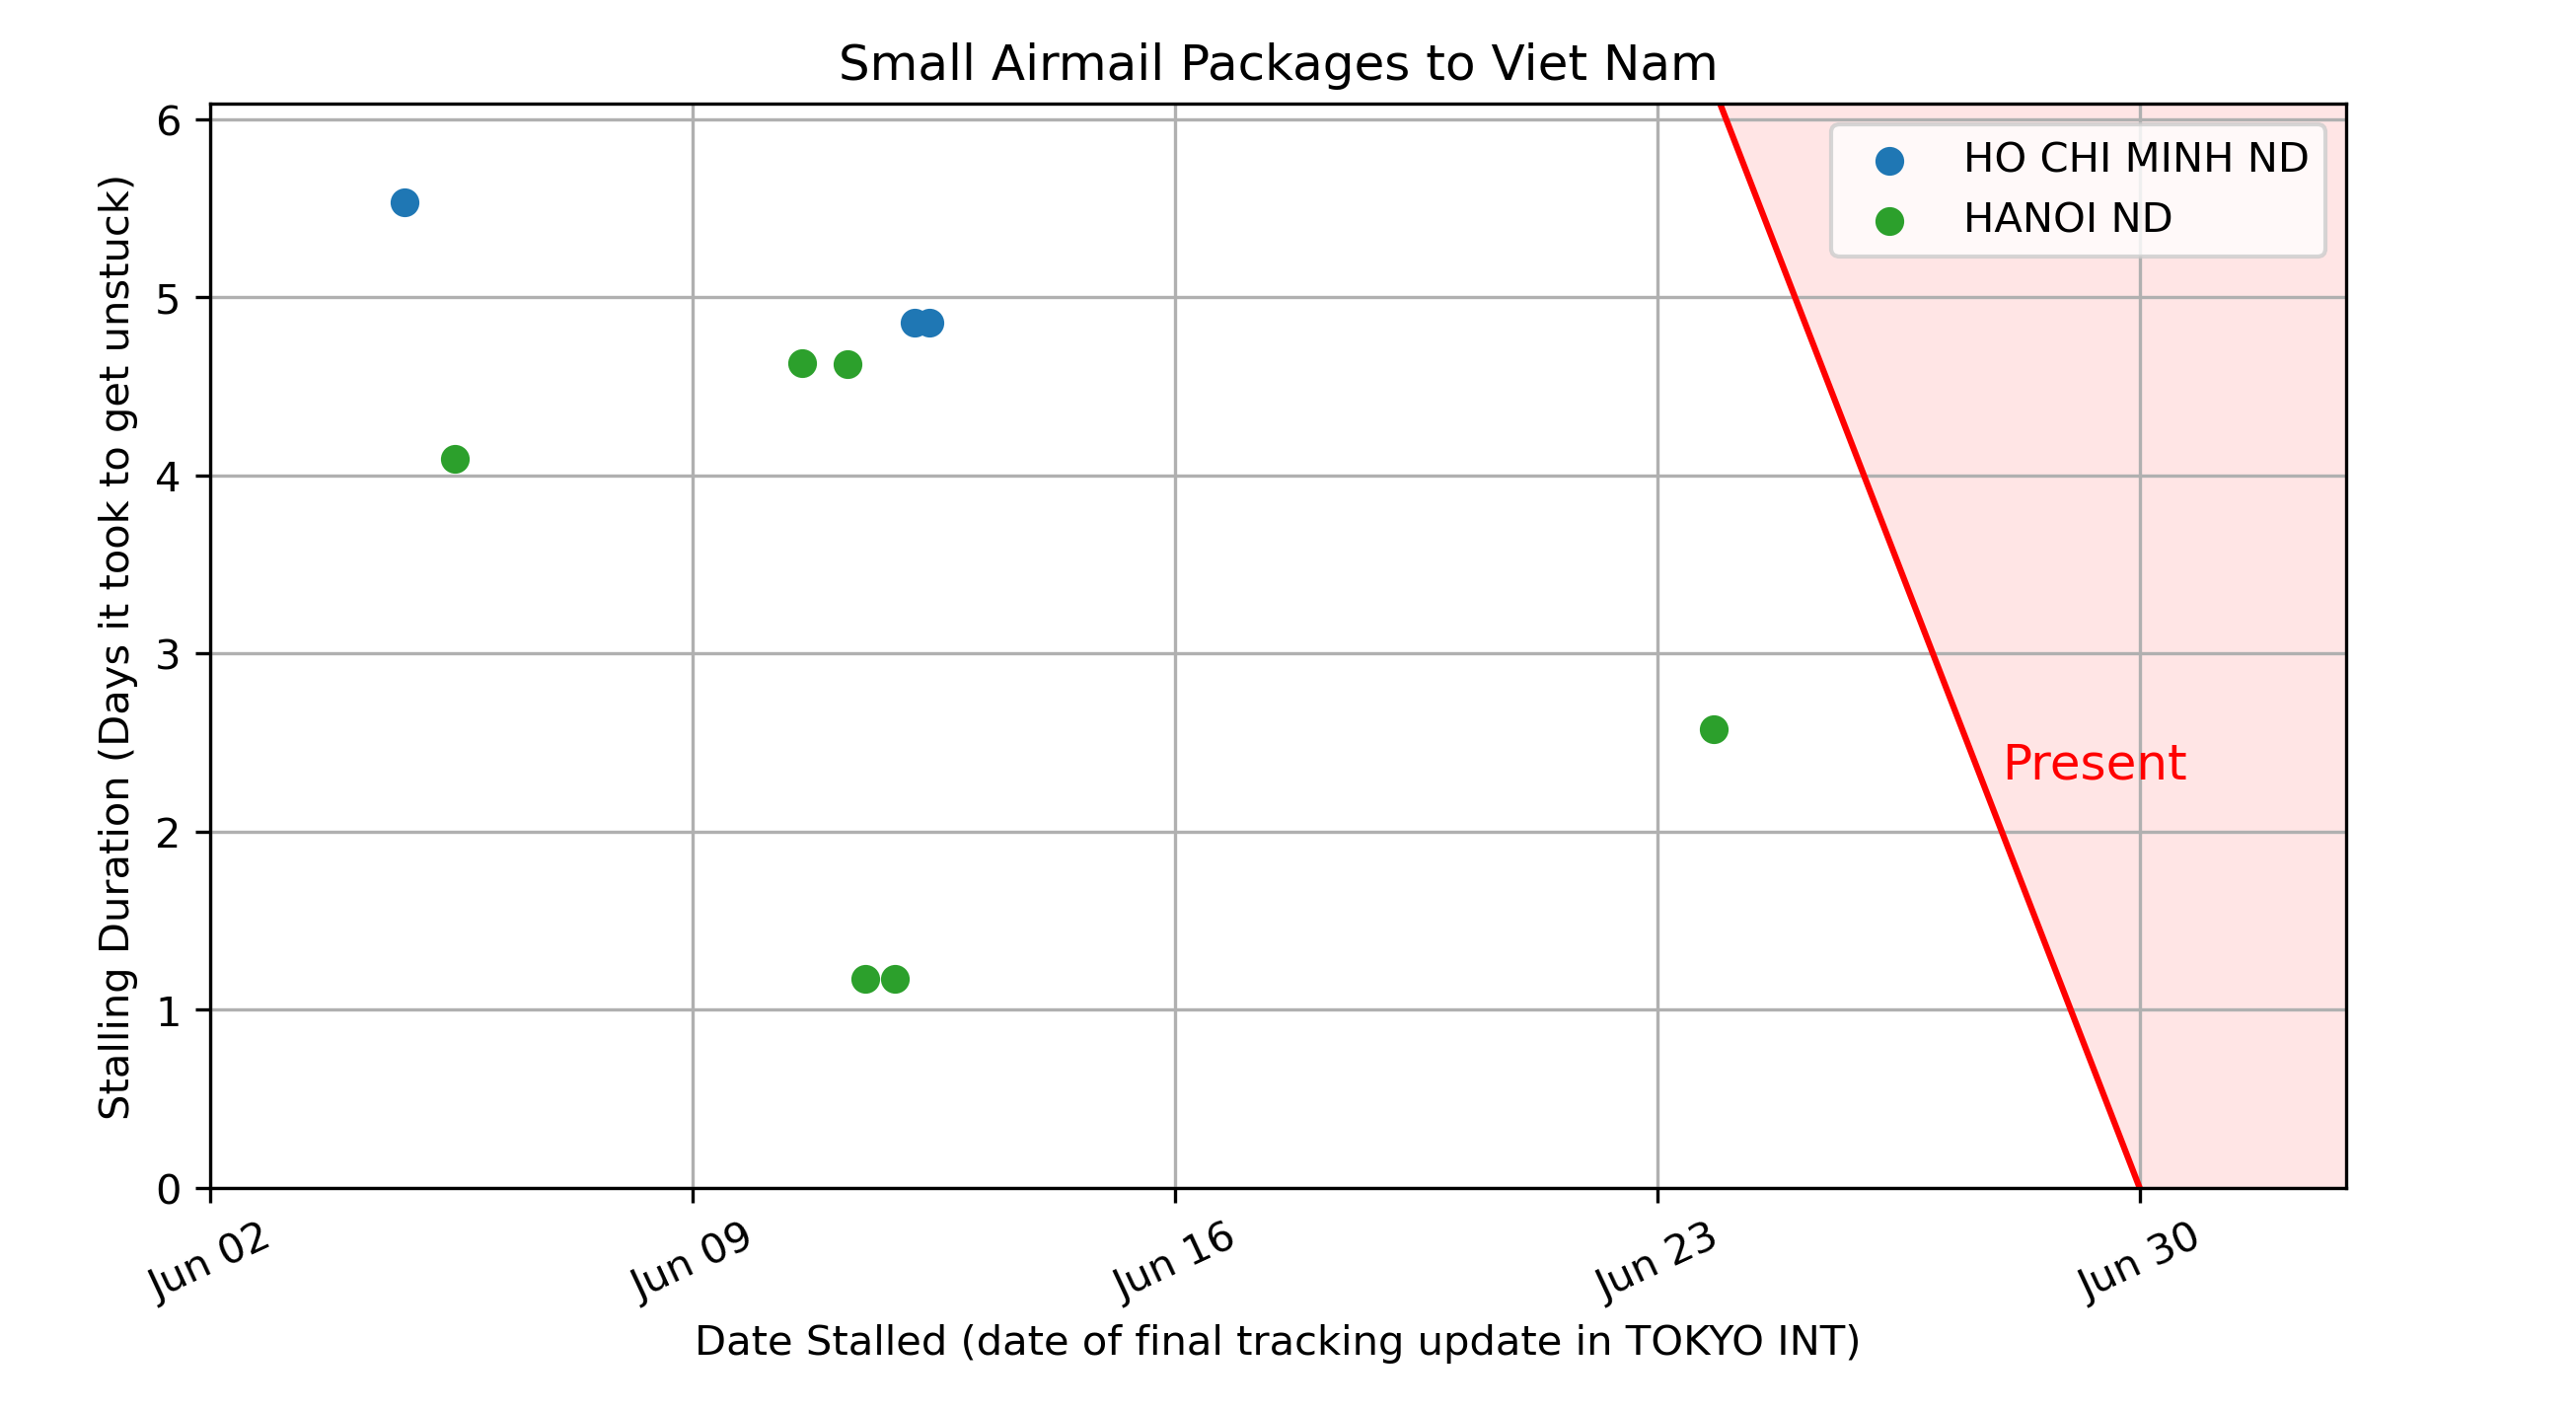 Small Airmail Packages to Viet Nam
Stalling Duration (Days it took to get unstuck)
6
5
4
3
2
1
0
HO CHI MINH ND
HANOI ND
Present
Jun 02
Jun 09
Jun 16
Jun 23
Jun 30
Date Stalled (date of final tracking update in TOKYO INT)